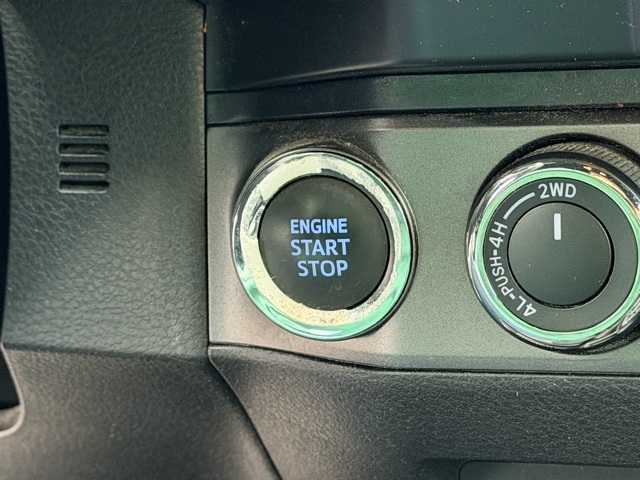 ENGINE
START
STOP
2WD
4L-PUSH-4H